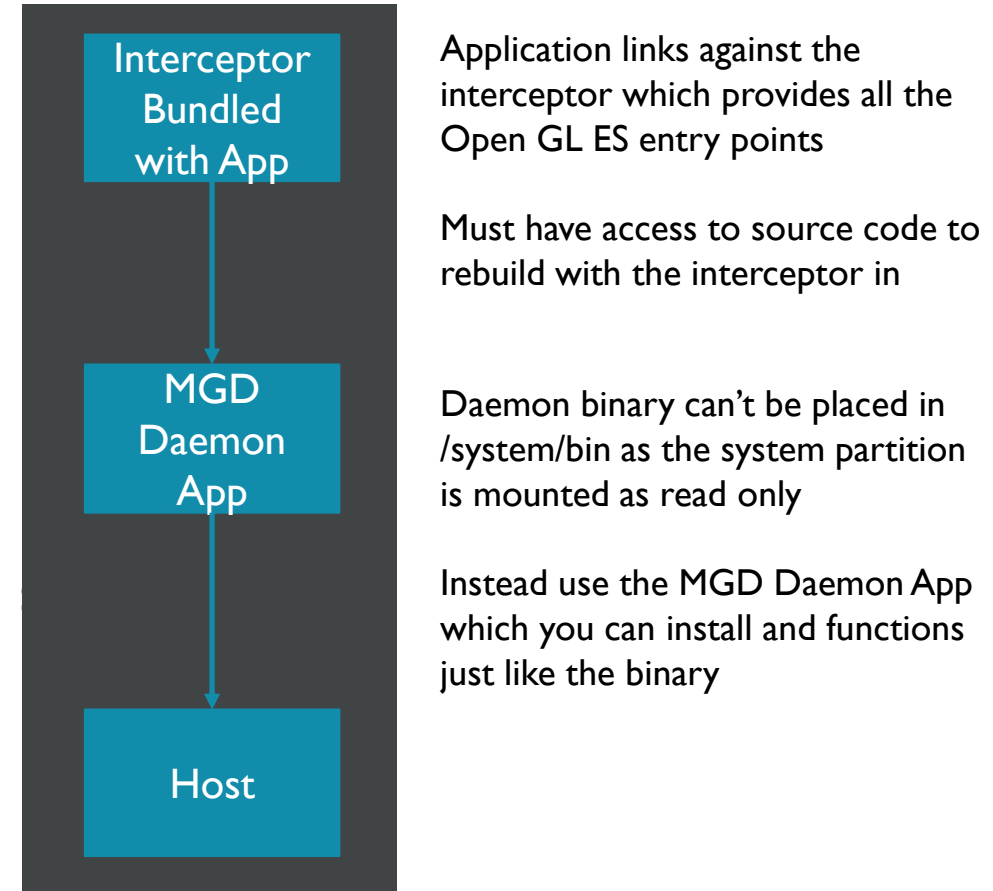 Interceptor
Bundled
with App
Application links against the
interceptor which provides all the
Open GL ES entry points
Must have access to source code to
rebuild with the interceptor in
MGD
Daemon
App
Daemon binary can’t be placed in
/system/bin as the system partition
is mounted as read only
Instead use the MGD Daemon App
which you can install and functions
just like the binary
Host